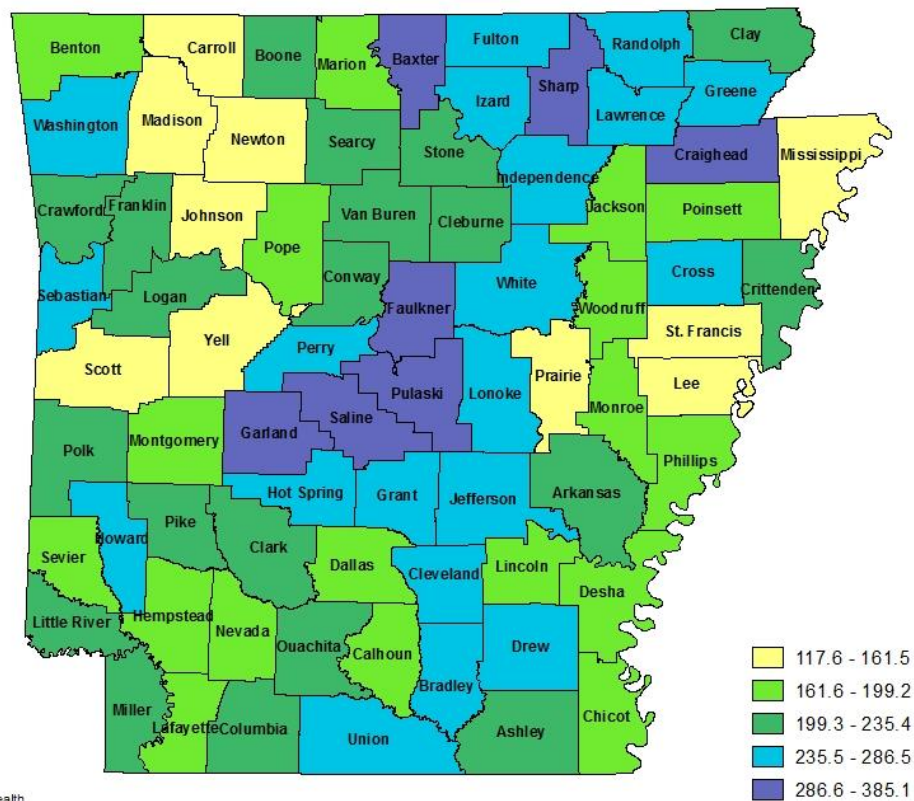 Benton
Carroll
Boone
Marion
Baxter
Fulton
Randolph
Clay
Washington
Madison
Newton
Searcy
Stone
Izard
Sharp
Lawrence
Greene
Craighead
Mississippi
Crawford
Franklin
Johnson
Pope
Van Buren
Cleburne
Independence
Jackson
Poinsett
Sebastian
Logan
Conway
Faulkner
White
Woodruff
Cross
Crittenden
Scott
Yell
Perry
Pulaski
Lonoke
Prairie
St. Francis
Lee
Monroe
Polk
Montgomery
Garland
Saline
Hot Spring
Grant
Jefferson
Arkansas
Phillips
Howard
Pike
Clark
Sevier
Dallas
Cleveland
Lincoln
Desha
Little River
Hempstead
Nevada
Ouachita
Calhoun
Bradley
Drew
Miller
Lafayette
Columbia
Union
Ashley
Chicot
117.6 - 161.5
161.6 - 199.2
199.3 - 235.4
235.5 - 286.5
286.6 - 385.1